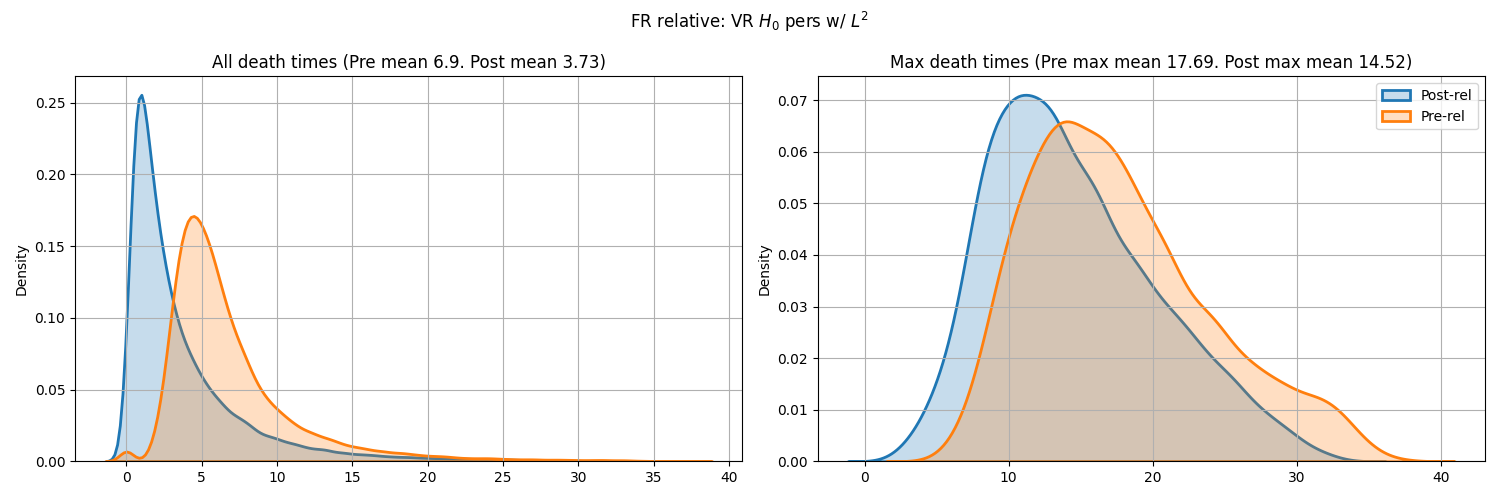 FR relative: VR $H_0$ pers w/ $L^2$
All death times (Pre mean 6.9. Post mean 3.73)
Density
0.25
0.20
0.15
0.10
0.05
0.00
0 5 10 15 20 25 30 35 40
Max death times (Pre max mean 17.69. Post max mean 14.52)
Post-rel
Pre-rel
Density
0.07
0.06
0.05
0.04
0.03
0.02
0.01
0.00
0 10 20 30 40